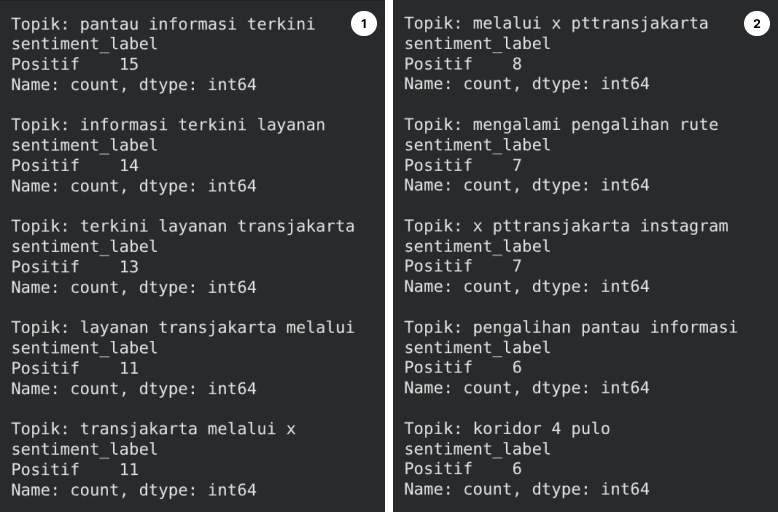 1
Topik: pantau informasi terkini
sentiment_label
Positif    15
Name: count, dtype: int64
Topik: informasi terkini layanan
sentiment_label
Positif    14
Name: count, dtype: int64
Topik: terkini layanan transjakarta
sentiment_label
Positif    13
Name: count, dtype: int64
Topik: layanan transjakarta melalui
sentiment_label
Positif    11
Name: count, dtype: int64
Topik: transjakarta melalui x
sentiment_label
Positif    11
Name: count, dtype: int64
2
Topik: melalui x pttransjakarta
sentiment_label
Positif    8
Name: count, dtype: int64
Topik: mengalami pengalihan rute
sentiment_label
Positif    7
Name: count, dtype: int64
Topik: x pttransjakarta instagram
sentiment_label
Positif    7
Name: count, dtype: int64
Topik: pengalihan pantau informasi
sentiment_label
Positif    6
Name: count, dtype: int64
Topik: koridor 4 pulo
sentiment_label
Positif    6
Name: count, dtype: int64